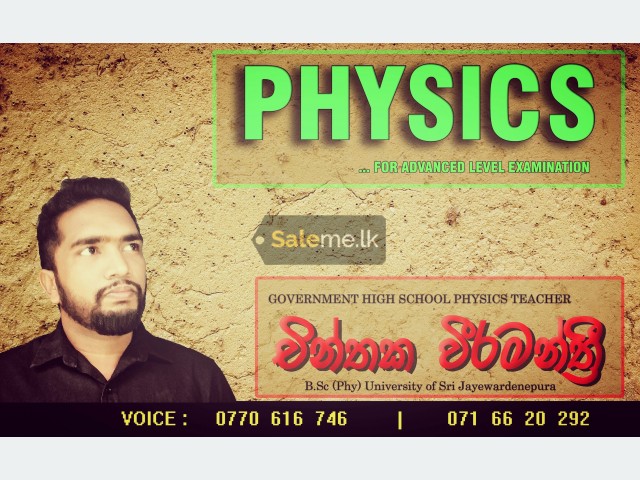 PHYSICS
... FOR ADVANCED LEVEL EXAMINATION
Saleme.lk
GOVERNMENT HIGH SCHOOL PHYSICS TEACHER
චින්තක වීරමන්ත්‍රී
B.Sc (Phy) University of Sri Jayewardenepura
VOICE : 0770 616 746 | 071 66 20 292